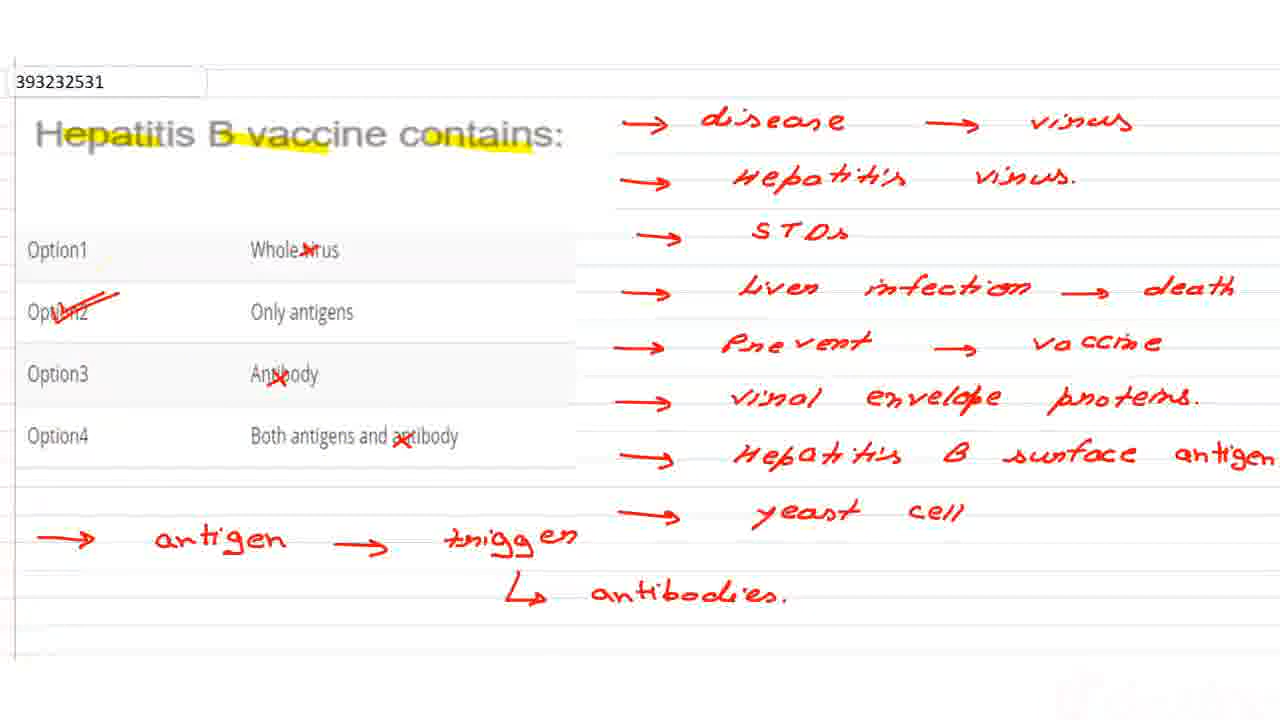 393232531
Hepatitis B vaccine contains:
Option1 Whole virus
Option2 Only antigens
Option3 Antibody
Option4 Both antigens and antibody
→ disease → virus
→ Hepatitis virus.
→ STDs
→ Liver infection → death
→ Prevent → vaccine
→ viral envelope proteins.
→ Hepatitis B surface antigen
→ yeast cell
→ antigen → trigger
↳ antibodies.